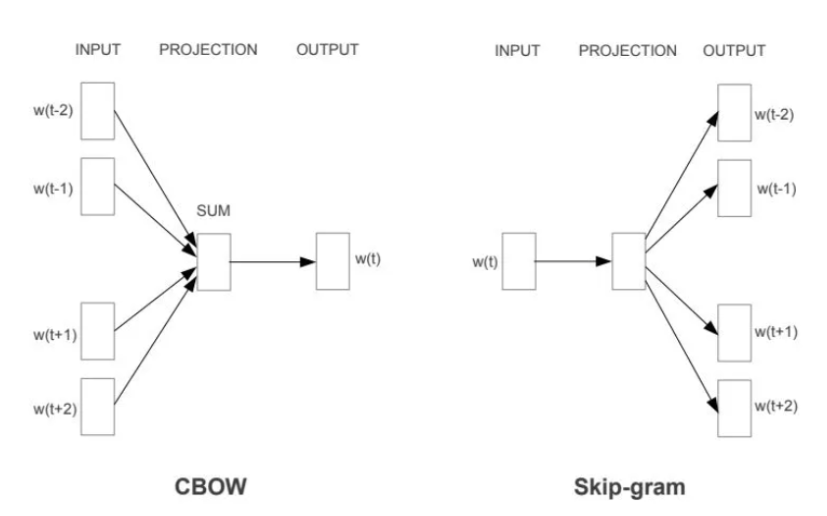 INPUT PROJECTION OUTPUT
w(t-2)
w(t-1)
SUM
w(t)
w(t+1)
w(t+2)
CBOW
INPUT PROJECTION OUTPUT
w(t-2)
w(t-1)
w(t)
w(t+1)
w(t+2)
Skip-gram